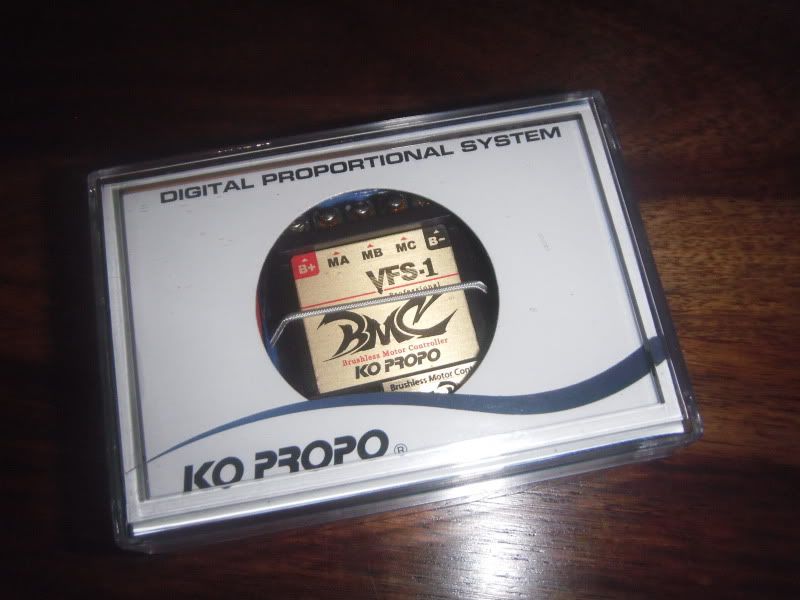 DIGITAL PROPORTIONAL SYSTEM
B+ MA MB MC B-
VFS-1
Professional
BMC
Brushless Motor Controller
KO PROPO
Brushless Motor Cont
KO PROPO ®